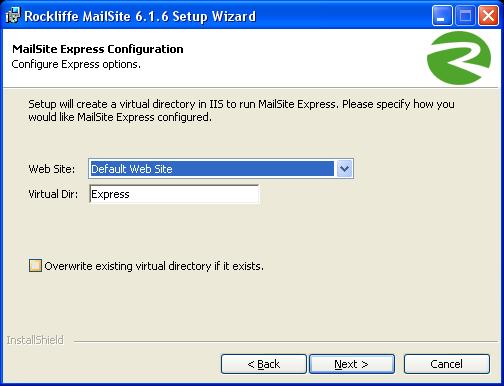 Rockliffe MailSite 6.1.6 Setup Wizard
MailSite Express Configuration
Configure Express options.
Setup will create a virtual directory in IIS to run MailSite Express. Please specify how you
would like MailSite Express configured.
Web Site: Default Web Site
Virtual Dir: Express
Overwrite existing virtual directory if it exists.
InstallShield
< Back Next > Cancel